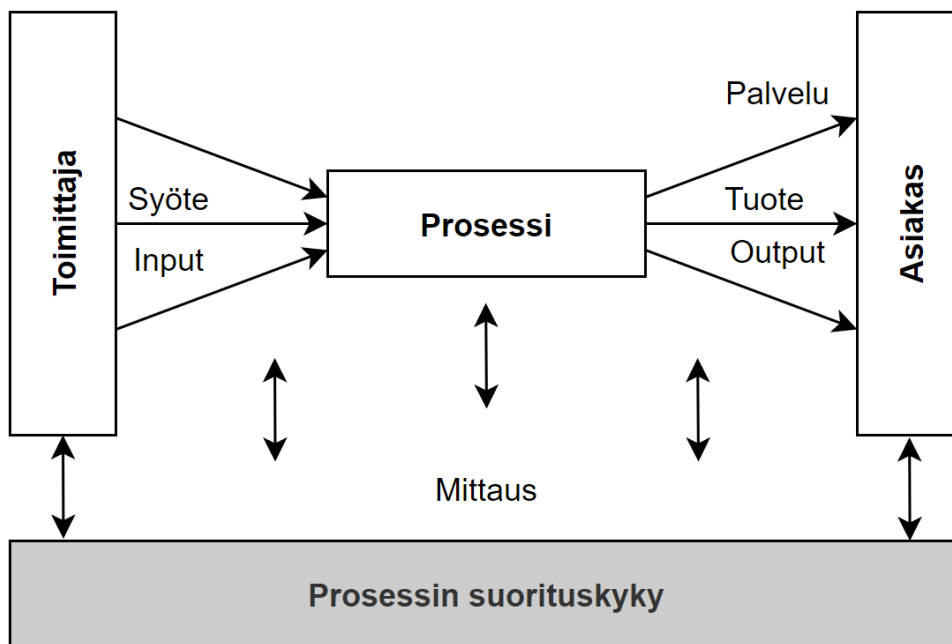 Toimittaja
Syöte
Input
Prosessi
Palvelu
Tuote
Output
Asiakas
Mittaus
Prosessin suorituskyky